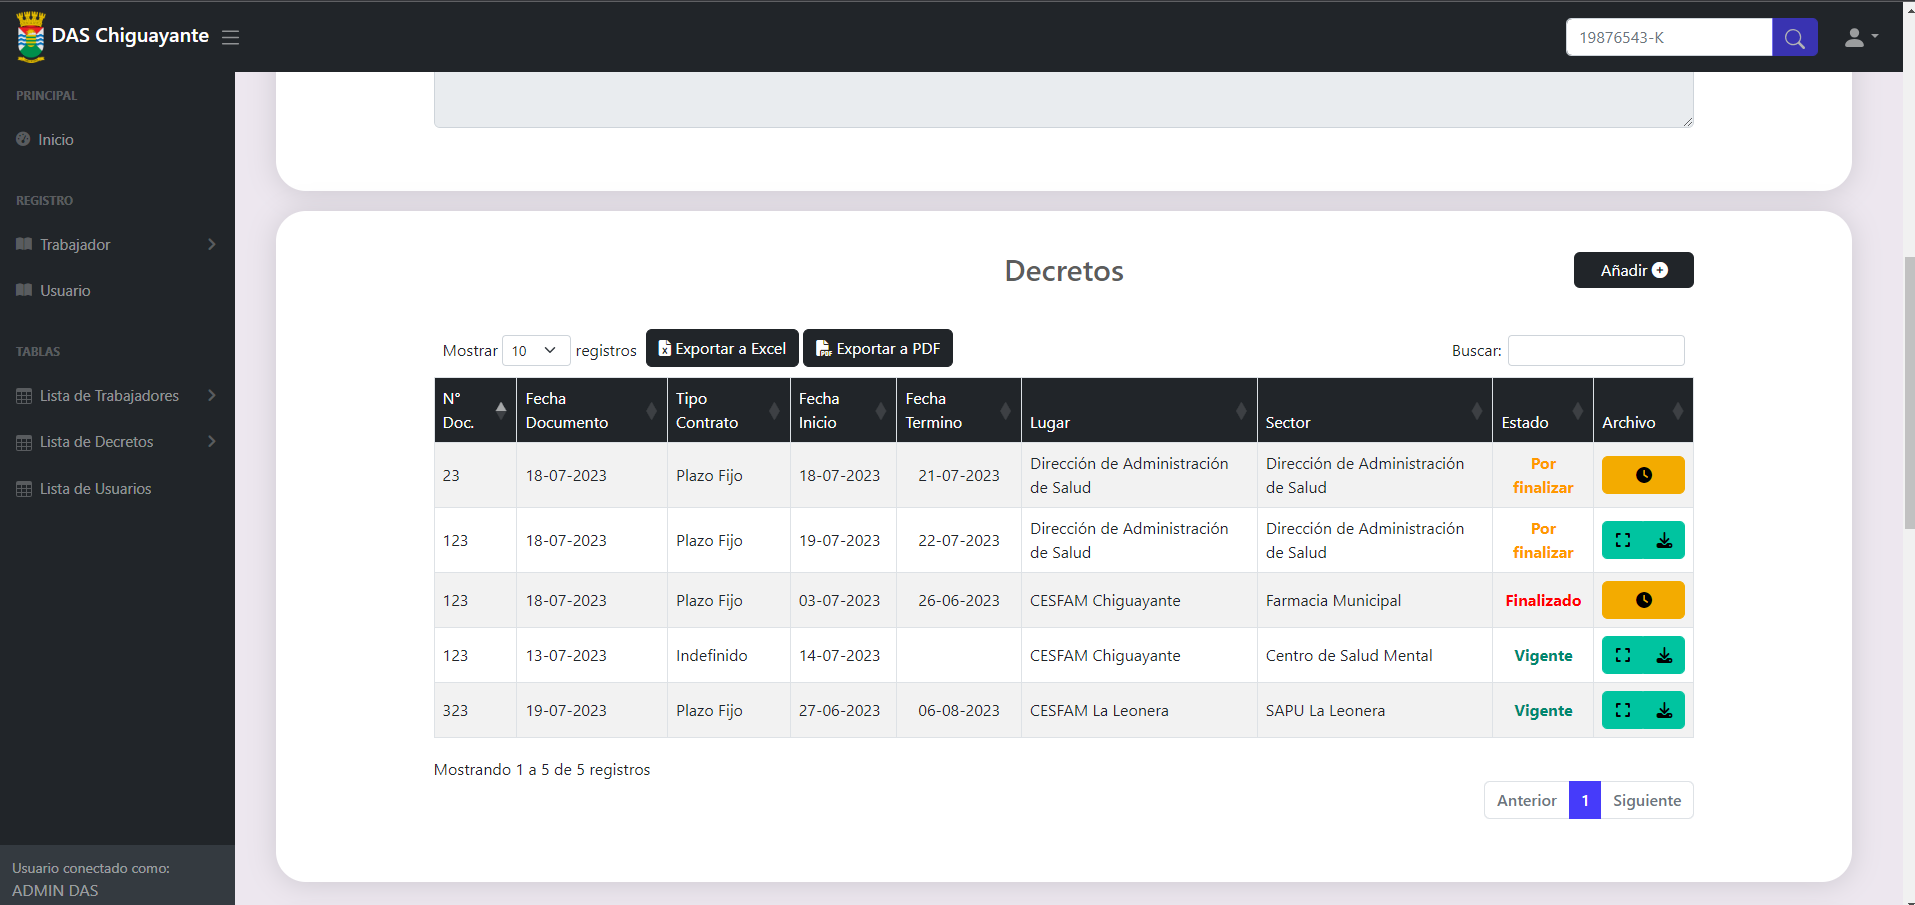 DAS Chiguayante
19876543-K
PRINCIPAL
Inicio
REGISTRO
Trabajador
Usuario
TABLAS
Lista de Trabajadores
Lista de Decretos
Lista de Usuarios
Usuario conectado como:
ADMIN DAS
Decretos
Añadir
Mostrar 10 registros Exportar a Excel Exportar a PDF Buscar:
N° Doc. Fecha Documento Tipo Contrato Fecha Inicio Fecha Termino Lugar Sector Estado Archivo
23 18-07-2023 Plazo Fijo 18-07-2023 21-07-2023 Dirección de Administración de Salud Dirección de Administración de Salud Por finalizar
123 18-07-2023 Plazo Fijo 19-07-2023 22-07-2023 Dirección de Administración de Salud Dirección de Administración de Salud Por finalizar
123 18-07-2023 Plazo Fijo 03-07-2023 26-06-2023 CESFAM Chiguayante Farmacia Municipal Finalizado
123 13-07-2023 Indefinido 14-07-2023 CESFAM Chiguayante Centro de Salud Mental Vigente
323 19-07-2023 Plazo Fijo 27-06-2023 06-08-2023 CESFAM La Leonera SAPU La Leonera Vigente
Mostrando 1 a 5 de 5 registros
Anterior 1 Siguiente